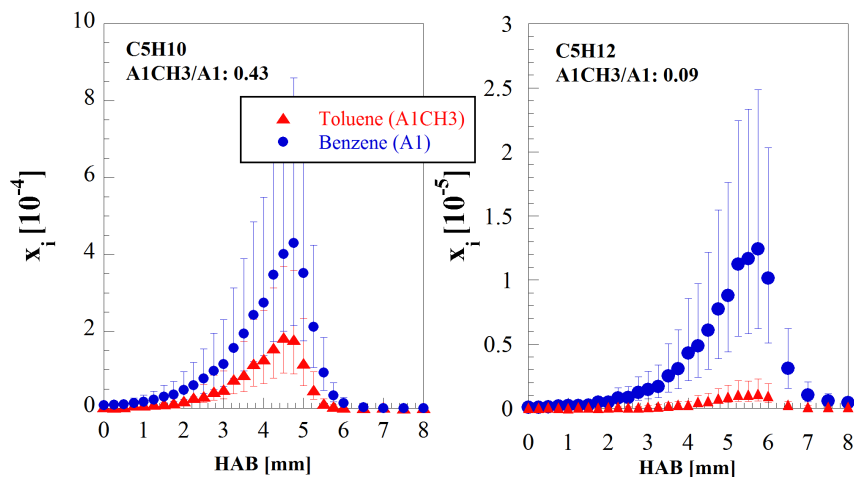 C5H10
A1CH3/A1: 0.43
Toluene (A1CH3)
Benzene (A1)
x_i [10^-4]
10
8
6
4
2
0
0 1 2 3 4 5 6 7 8
HAB [mm]
C5H12
A1CH3/A1: 0.09
x_i [10^-5]
3
2.5
2
1.5
1
0.5
0
0 1 2 3 4 5 6 7 8
HAB [mm]